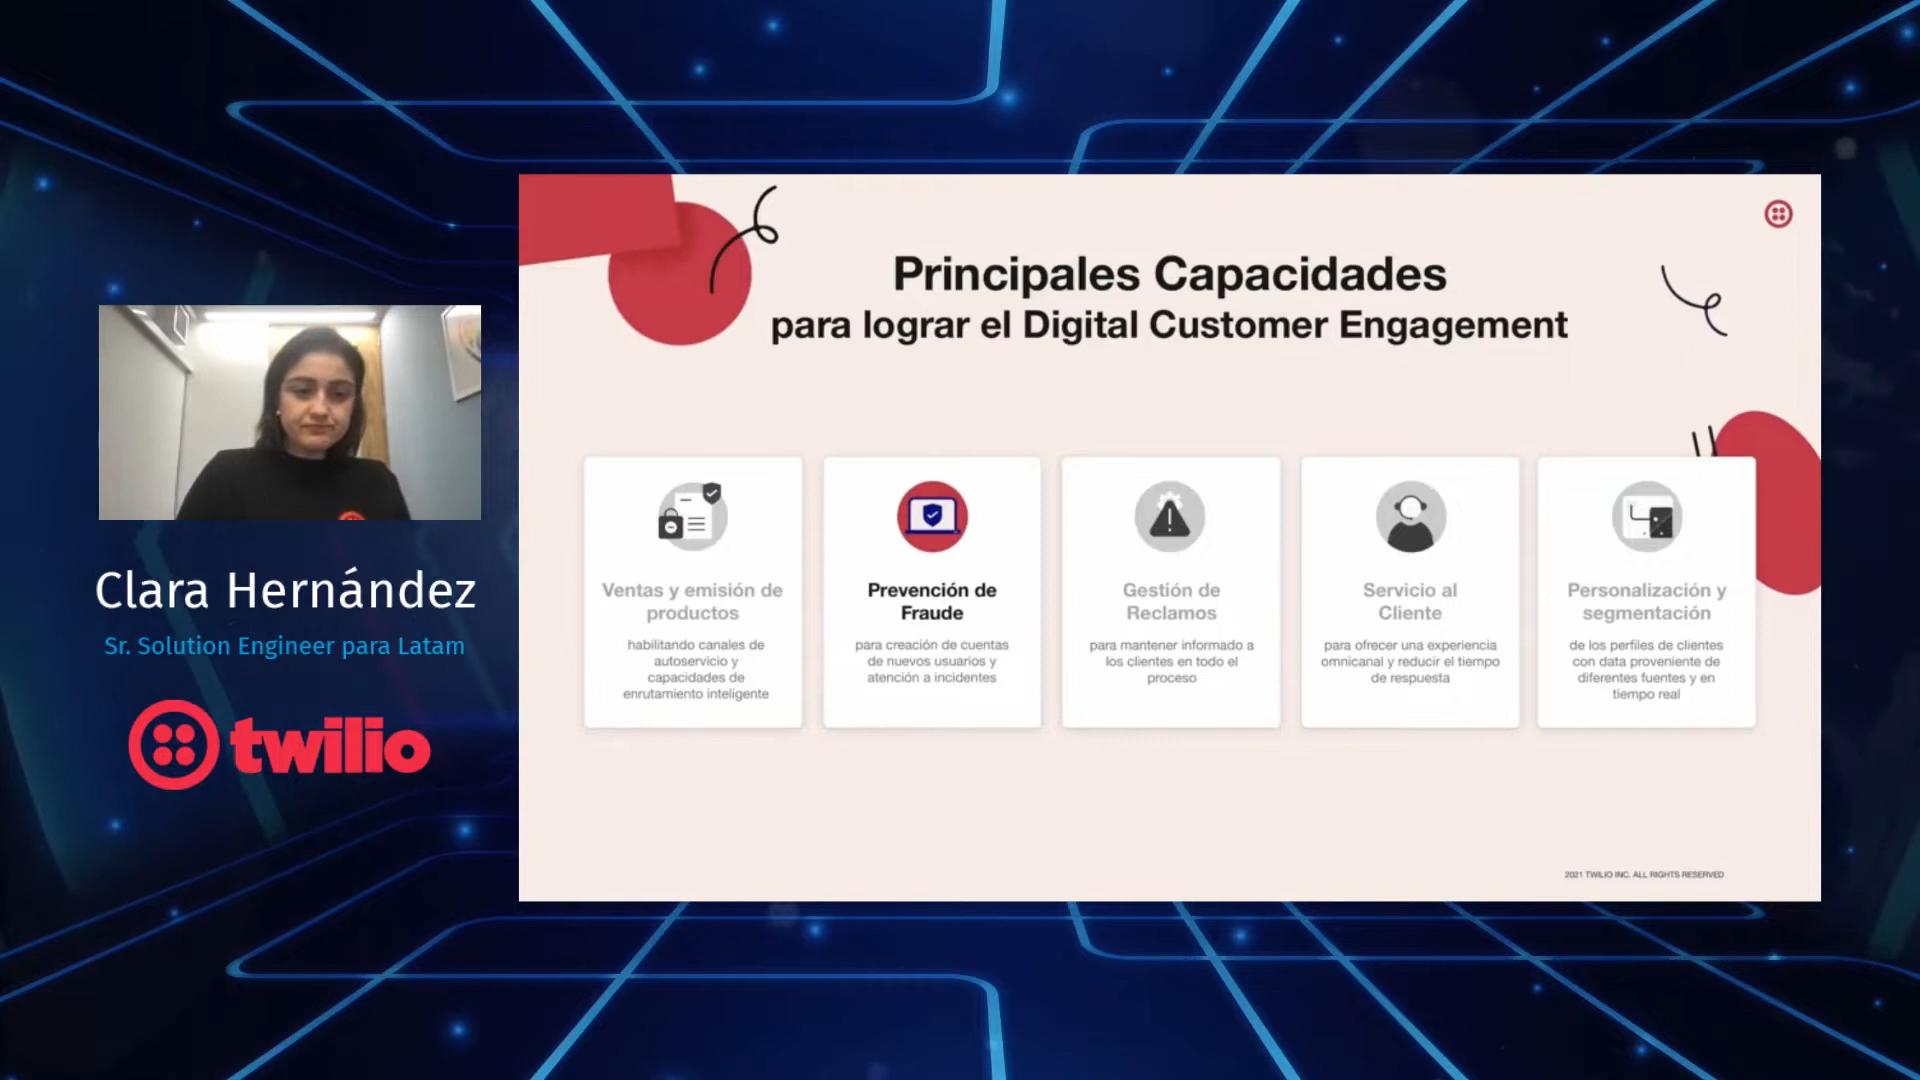 Principales Capacidades
para lograr el Digital Customer Engagement
Ventas y emisión de
productos
habilitando canales de
autoservicio y
capacidades de
enrutamiento inteligente
Prevención de
Fraude
para creación de cuentas
de nuevos usuarios y
atención a incidentes
Gestión de
Reclamos
para mantener informado a
los clientes en todo el
proceso
Servicio al
Cliente
para ofrecer una experiencia
omnicanal y reducir el tiempo
de respuesta
Personalización y
segmentación
de los perfiles de clientes
con data proveniente de
diferentes fuentes y en
tiempo real
2021 TWILIO INC. ALL RIGHTS RESERVED
Clara Hernández
Sr. Solution Engineer para Latam
twilio